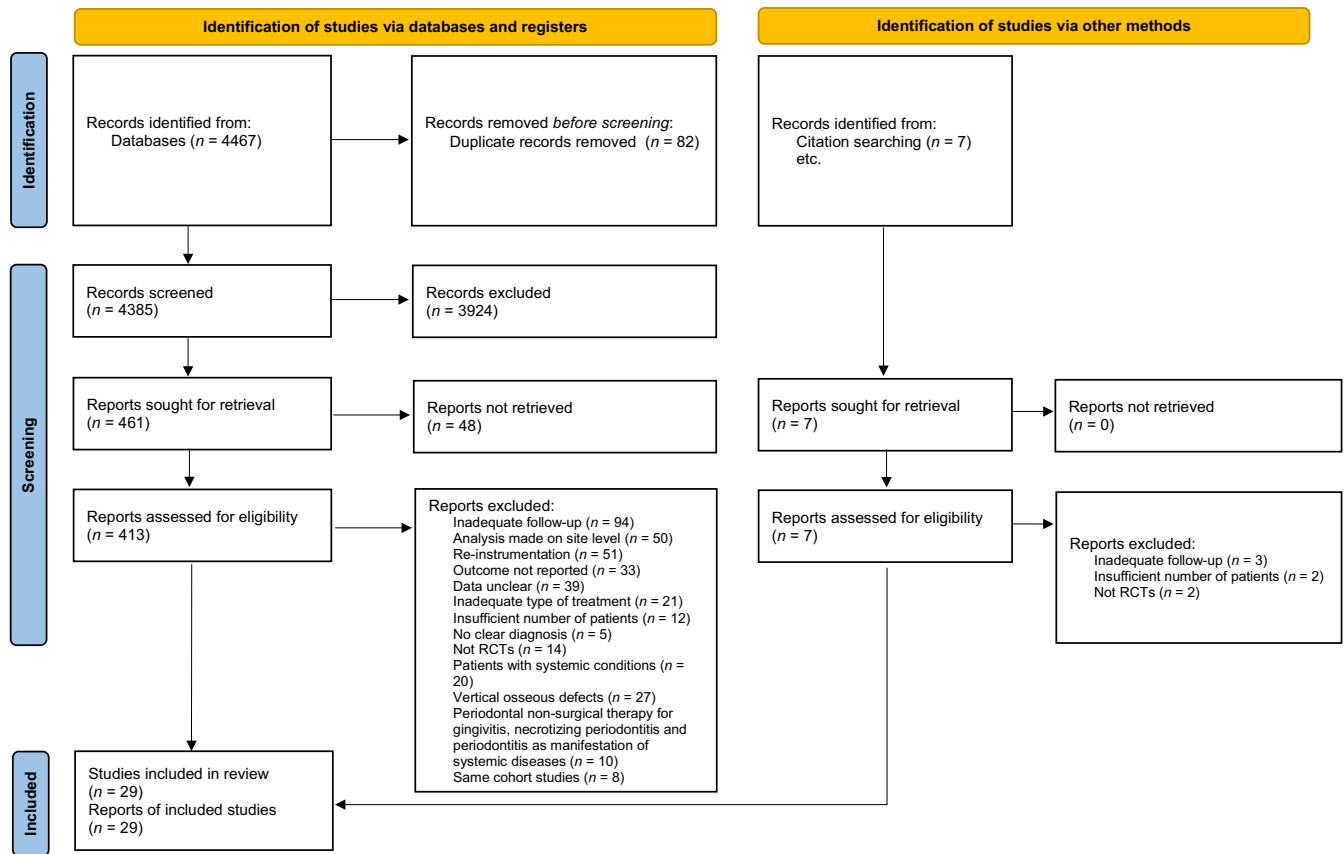 Identification of studies via databases and registers
Identification of studies via other methods
Identification
Records identified from:
Databases (n = 4467)
Records removed before screening:
Duplicate records removed (n = 82)
Records identified from:
Citation searching (n = 7)
etc.
Screening
Records screened
(n = 4385)
Records excluded
(n = 3924)
Reports sought for retrieval
(n = 461)
Reports not retrieved
(n = 48)
Reports sought for retrieval
(n = 7)
Reports not retrieved
(n = 0)
Reports assessed for eligibility
(n = 413)
Reports excluded:
Inadequate follow-up (n = 94)
Analysis made on site level (n = 50)
Re-instrumentation (n = 51)
Outcome not reported (n = 33)
Data unclear (n = 39)
Inadequate type of treatment (n = 21)
Insufficient number of patients (n = 12)
No clear diagnosis (n = 5)
Not RCTs (n = 14)
Patients with systemic conditions (n =
20)
Vertical osseous defects (n = 27)
Periodontal non-surgical therapy for
gingivitis, necrotizing periodontitis and
periodontitis as manifestation of
systemic diseases (n = 10)
Same cohort studies (n = 8)
Reports assessed for eligibility
(n = 7)
Reports excluded:
Inadequate follow-up (n = 3)
Insufficient number of patients (n = 2)
Not RCTs (n = 2)
Included
Studies included in review
(n = 29)
Reports of included studies
(n = 29)